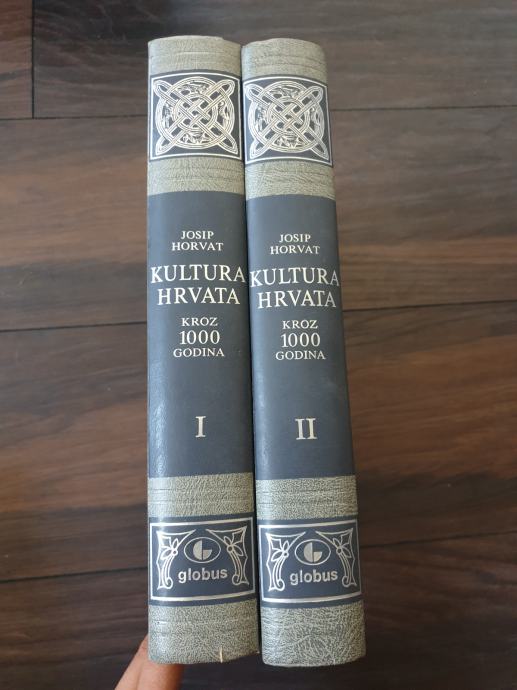 JOSIP
HORVAT
KULTURA
HRVATA
KROZ
1000
GODINA
I
globus
JOSIP
HORVAT
KULTURA
HRVATA
KROZ
1000
GODINA
II
globus